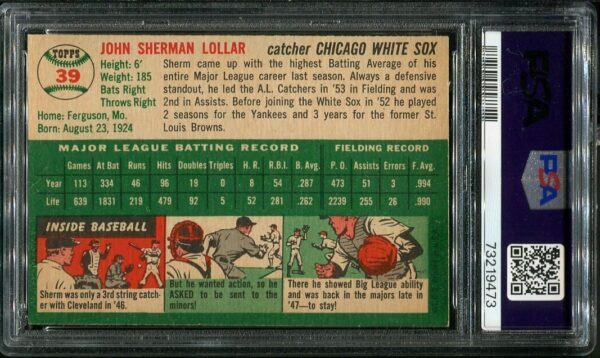 TOPPS
39
JOHN SHERMAN LOLLAR catcher CHICAGO WHITE SOX
Height: 6'
Weight: 185
Bats Right
Throws Right
Home: Ferguson, Mo.
Born: August 23, 1924
Sherm came up with the highest Batting Average of his
entire Major League career last season. Always a defensive
standout, he led the A.L. Catchers in '53 in Fielding and was
2nd in Assists. Before joining the White Sox in '52 he played
2 seasons for the Yankees and 3 years for the former St.
Louis Browns.
MAJOR LEAGUE BATTING RECORD FIELDING RECORD
Games At Bat Runs Hits Doubles Triples H. R. R.B.I. B. Avg. P. O. Assists Errors F. Avg.
Year 113 334 46 96 19 0 8 54 .287 473 51 3 .994
Life 639 1831 219 478 81 8 52 254 .261 2239 255 26 .990
INSIDE BASEBALL
Sherm was only a 3rd string catch-
er with Cleveland in '46.
But he wanted action, so he
ASKED to be sent to the
minors!
There he showed Big League ability
and was back in the majors late in
'47—to stay!
PSA
PSA
73219473